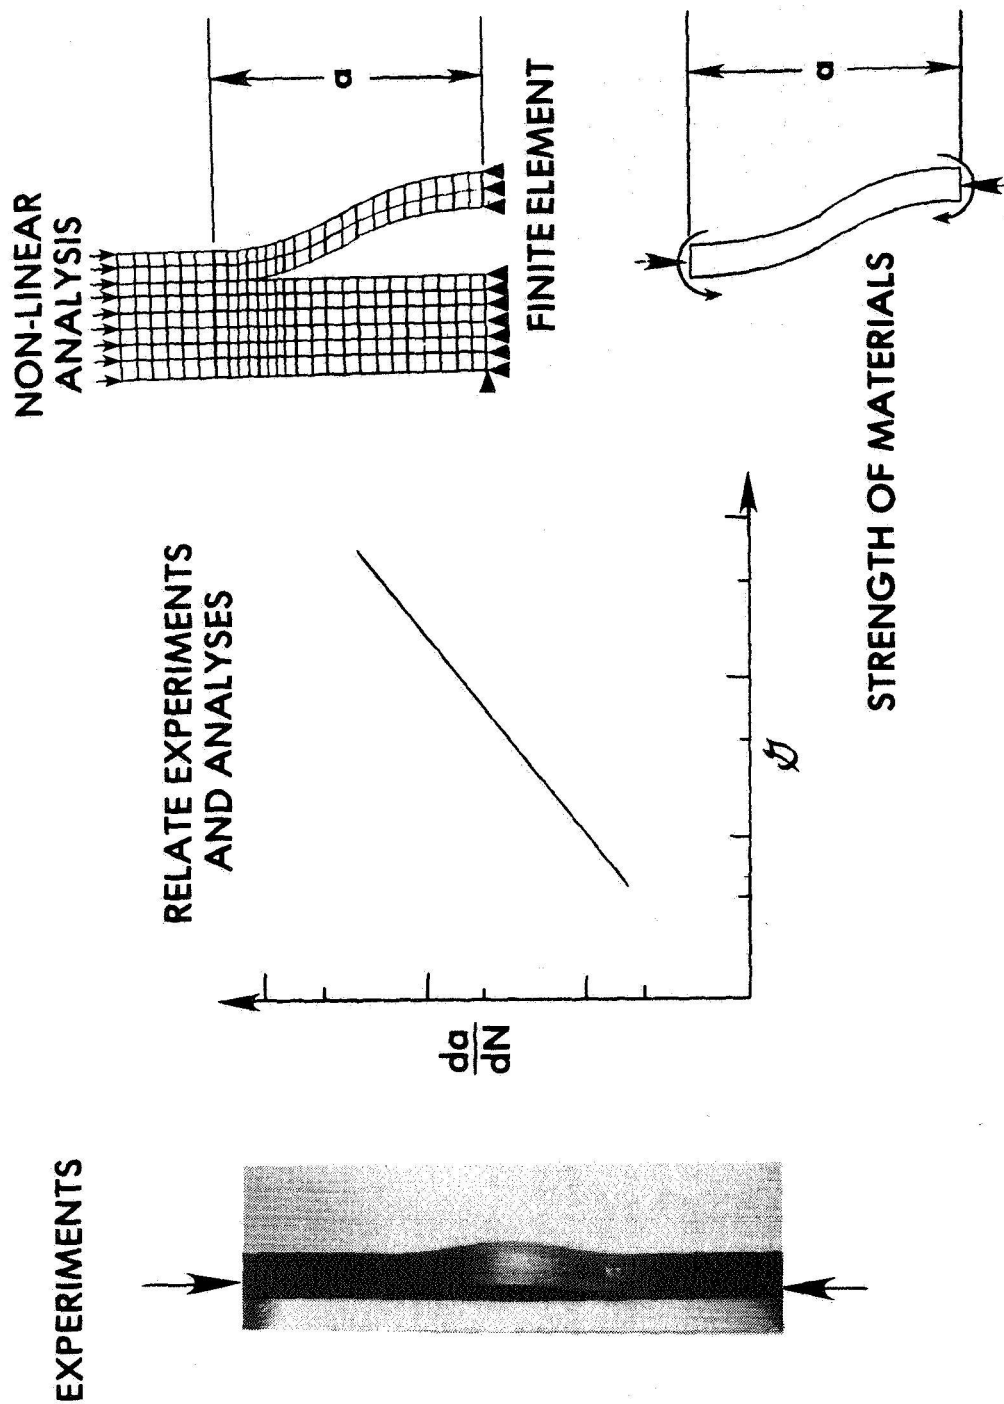 EXPERIMENTS
RELATE EXPERIMENTS
AND ANALYSES
da
dN
G
NON-LINEAR
ANALYSIS
a
FINITE ELEMENT
a
STRENGTH OF MATERIALS